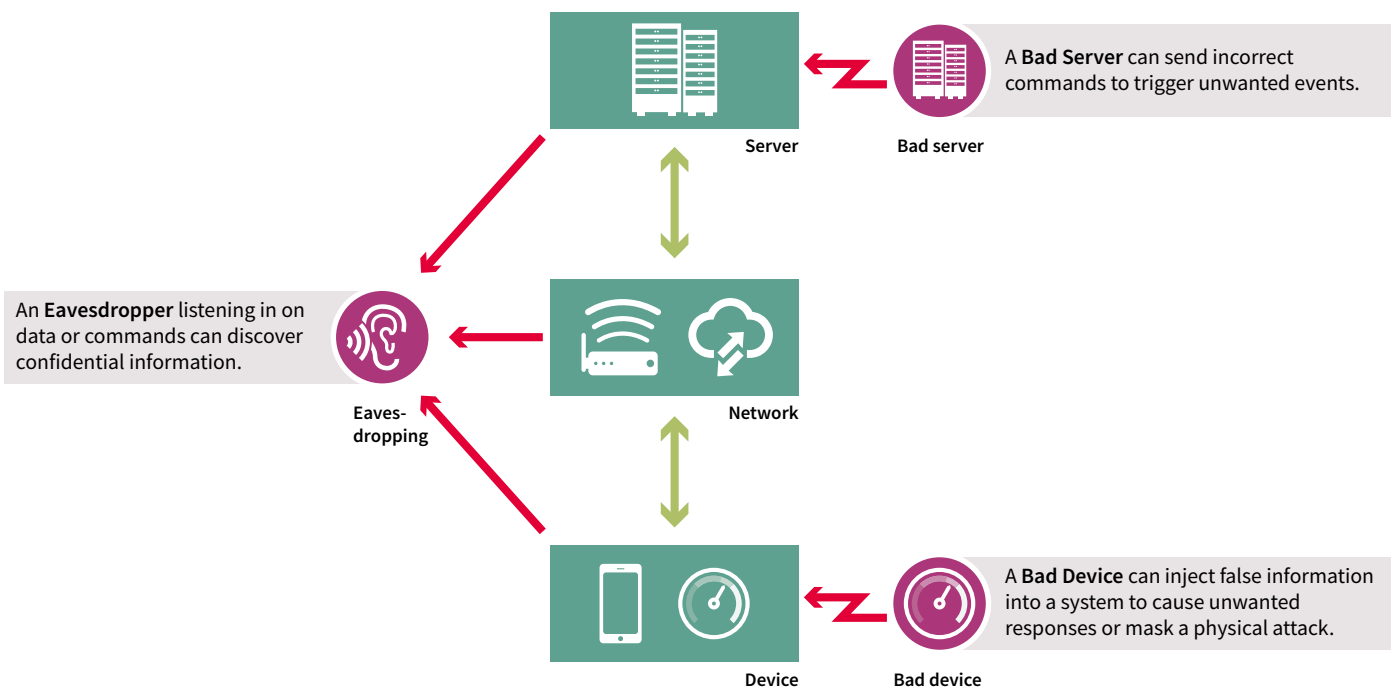 A Bad Server can send incorrect
commands to trigger unwanted events.
Server
Bad server
An Eavesdropper listening in on
data or commands can discover
confidential information.
Eaves-
dropping
Network
A Bad Device can inject false information
into a system to cause unwanted
responses or mask a physical attack.
Device
Bad device